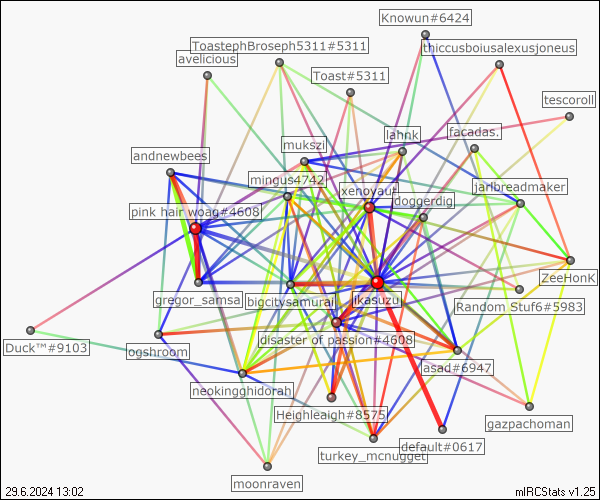 Knowun#6424
ToastephBroseph5311#5311
thiccusboiusalexusjoneus
avelicious
Toast#5311
tescoroll
lahnk
facadas.
mukszi
andnewbees
mingus4742
xenoyaur
jarlbreadmaker
doggerdig
pink hair woag#4608
ZeeHonK
gregor_samsa
bigcitysamurai
ikasuzu
Random Stuf6#5983
disaster of passion#4608
Duck™#9103
ogshroom
asad#6947
neokingghidorah
Heighleaigh#8575
gazpachoman
default#0617
turkey_mcnugget
moonraven
29.6.2024 13:02
mIRCStats v1.25